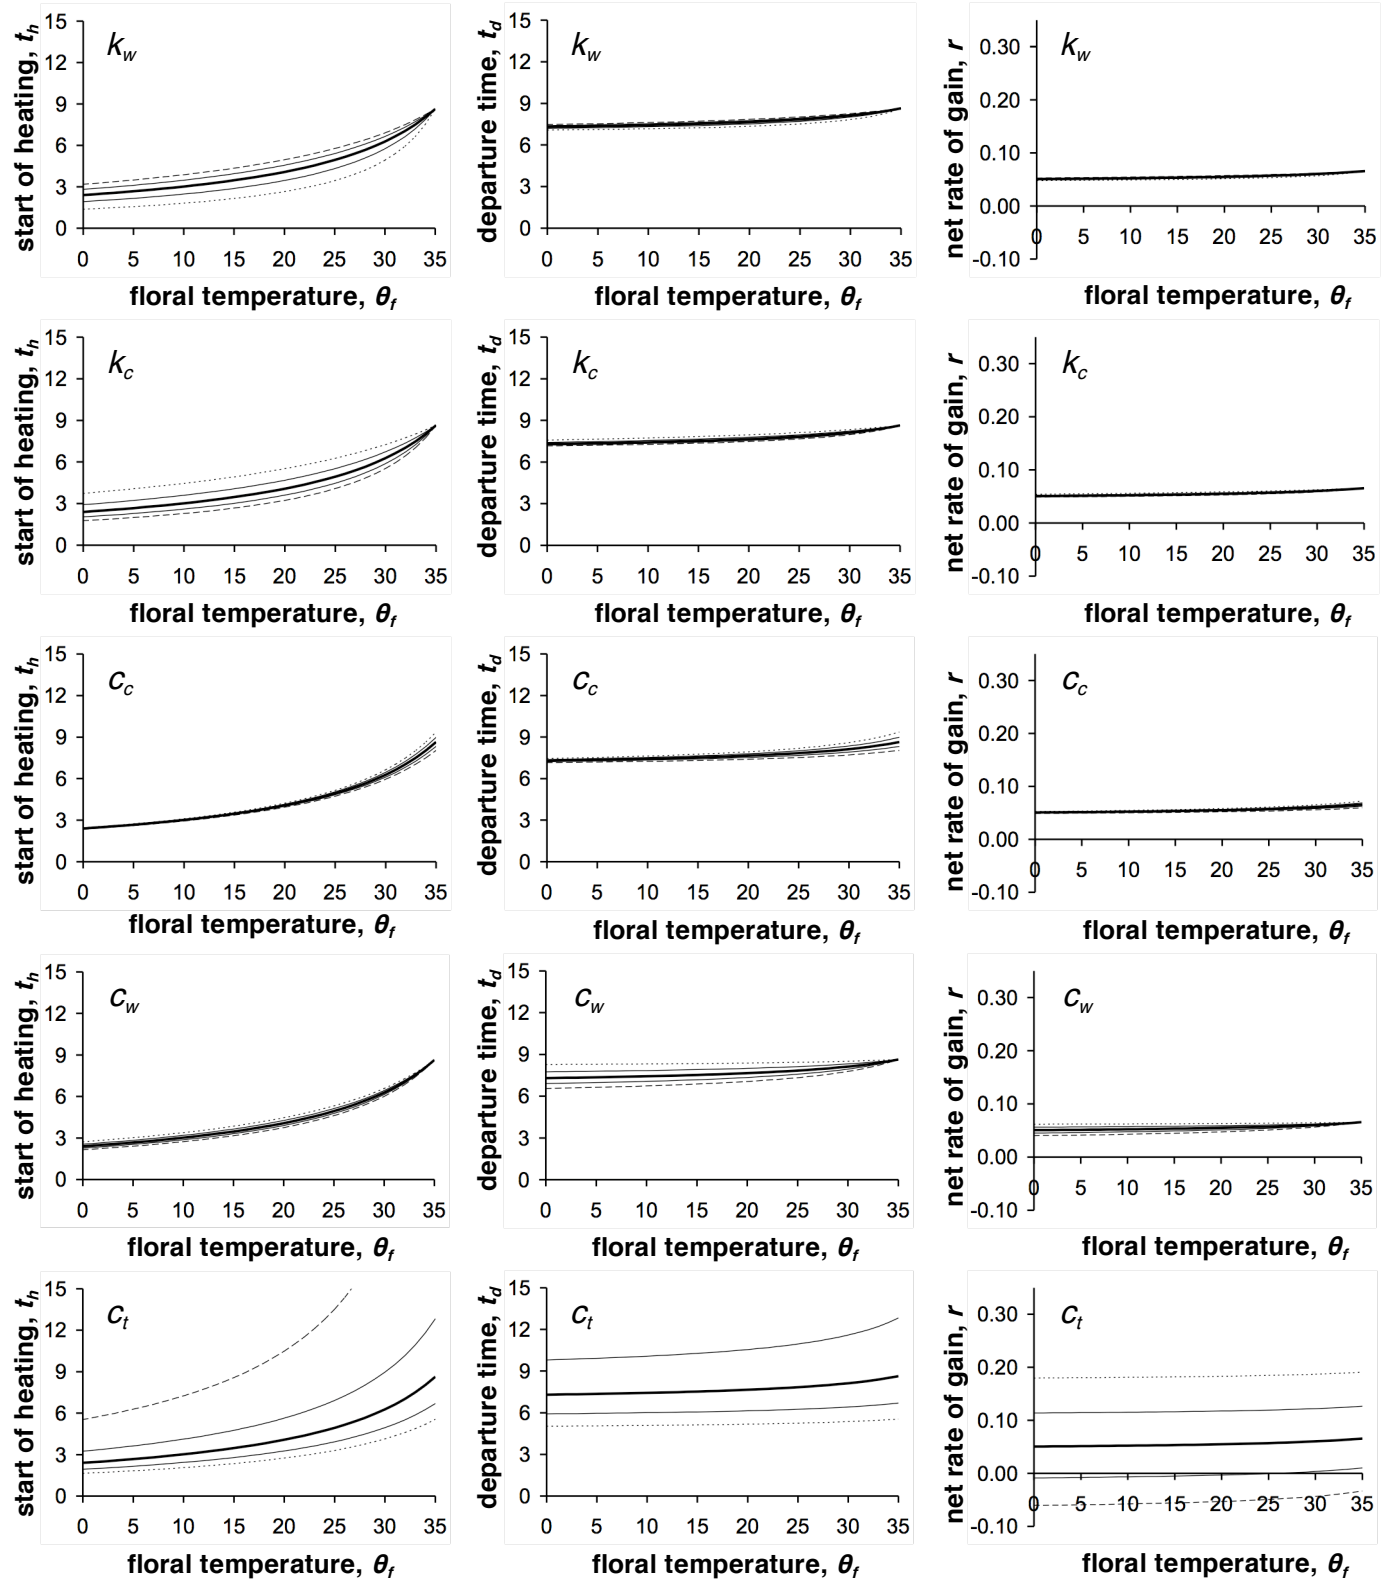 start of heating, t_h
15
12
9
6
3
0
k_w
0 5 10 15 20 25 30 35
floral temperature, θ_f
departure time, t_d
15
12
9
6
3
0
k_w
0 5 10 15 20 25 30 35
floral temperature, θ_f
net rate of gain, r
0.30
0.20
0.10
0.00
-0.10
k_w
0 5 10 15 20 25 30 35
floral temperature, θ_f
start of heating, t_h
15
12
9
6
3
0
k_c
0 5 10 15 20 25 30 35
floral temperature, θ_f
departure time, t_d
15
12
9
6
3
0
k_c
0 5 10 15 20 25 30 35
floral temperature, θ_f
net rate of gain, r
0.30
0.20
0.10
0.00
-0.10
k_c
0 5 10 15 20 25 30 35
floral temperature, θ_f
start of heating, t_h
15
12
9
6
3
0
c_c
0 5 10 15 20 25 30 35
floral temperature, θ_f
departure time, t_d
15
12
9
6
3
0
c_c
0 5 10 15 20 25 30 35
floral temperature, θ_f
net rate of gain, r
0.30
0.20
0.10
0.00
-0.10
c_c
0 5 10 15 20 25 30 35
floral temperature, θ_f
start of heating, t_h
15
12
9
6
3
0
c_w
0 5 10 15 20 25 30 35
floral temperature, θ_f
departure time, t_d
15
12
9
6
3
0
c_w
0 5 10 15 20 25 30 35
floral temperature, θ_f
net rate of gain, r
0.30
0.20
0.10
0.00
-0.10
c_w
0 5 10 15 20 25 30 35
floral temperature, θ_f
start of heating, t_h
15
12
9
6
3
0
c_t
0 5 10 15 20 25 30 35
floral temperature, θ_f
departure time, t_d
15
12
9
6
3
0
c_t
0 5 10 15 20 25 30 35
floral temperature, θ_f
net rate of gain, r
0.30
0.20
0.10
0.00
-0.10
c_t
0 5 10 15 20 25 30 35
floral temperature, θ_f